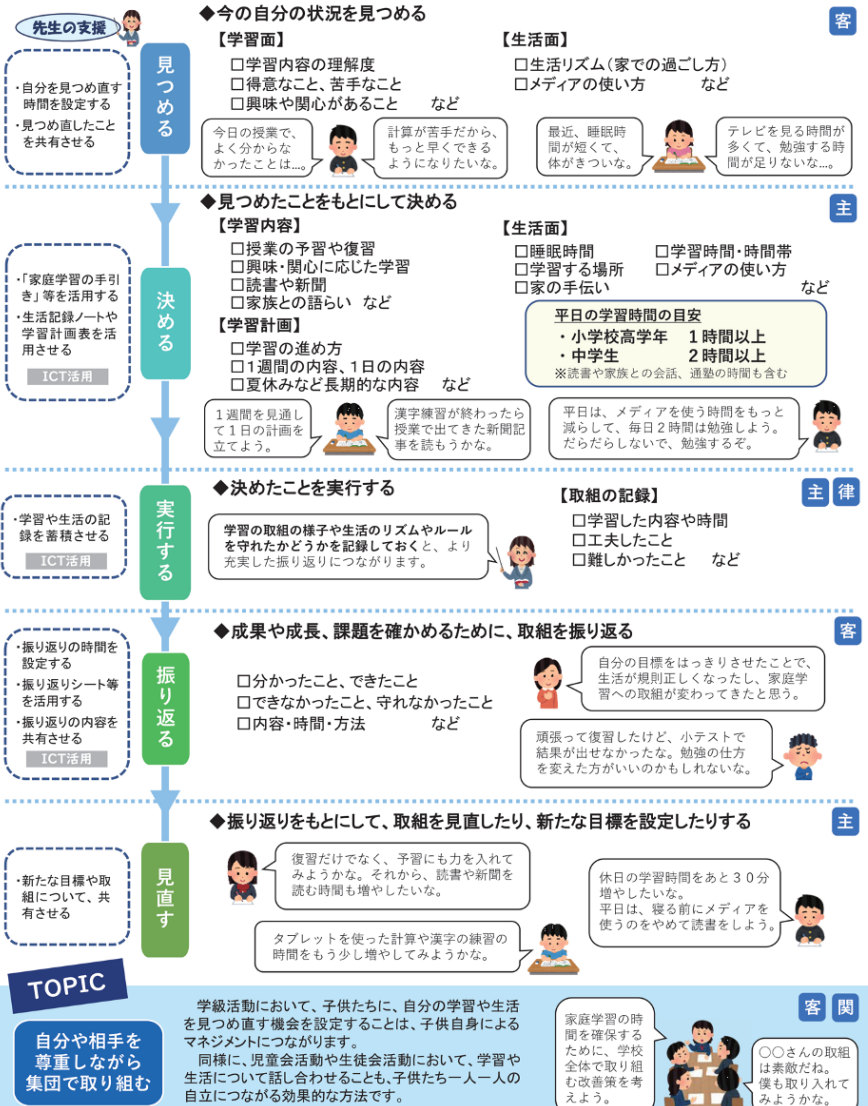 先生の支援
◆今の自分の状況を見つめる
客
見つめる
・自分を見つめ直す
時間を設定する
・見つめ直したこと
を共有させる
【学習面】
□学習内容の理解度
□得意なこと、苦手なこと
□興味や関心があること　など
【生活面】
□生活リズム(家での過ごし方)
□メディアの使い方　など
今日の授業で、
よく分からな
かったことは…。
計算が苦手だから、
もっと早くできる
ようになりたいな。
最近、睡眠時
間が短くて、
体がきついな。
テレビを見る時間が
多くて、勉強する時
間が足りないな…。
◆見つめたことをもとにして決める
主
決める
・「家庭学習の手引
き」等を活用する
・生活記録ノートや
学習計画表を活
用させる
ICT活用
【学習内容】
□授業の予習や復習
□興味・関心に応じた学習
□読書や新聞
□家族との語らい　など
【学習計画】
□学習の進め方
□1週間の内容、1日の内容
□夏休みなど長期的な内容　など
【生活面】
□睡眠時間　□学習時間・時間帯
□学習する場所　□メディアの使い方
□家の手伝い　など
平日の学習時間の目安
・小学校高学年　1時間以上
・中学生　2時間以上
※読書や家族との会話、通塾の時間も含む
1週間を見通し
て1日の計画を
立てよう。
漢字練習が終わったら
授業で出てきた新聞記
事を読もうかな。
平日は、メディアを使う時間をもっと
減らして、毎日2時間は勉強しよう。
だらだらしないで、勉強するぞ。
◆決めたことを実行する
主 律
実行する
・学習や生活の記
録を蓄積させる
ICT活用
学習の取組の様子や生活のリズムやルール
を守れたかどうかを記録しておくと、より
充実した振り返りにつながります。
【取組の記録】
□学習した内容や時間
□工夫したこと
□難しかったこと　など
◆成果や成長、課題を確かめるために、取組を振り返る
客
振り返る
・振り返りの時間を
設定する
・振り返りシート等
を活用する
・振り返りの内容を
共有させる
ICT活用
□分かったこと、できたこと
□できなかったこと、守れなかったこと
□内容・時間・方法　など
自分の目標をはっきりさせたことで、
生活が規則正しくなったし、家庭学
習への取組が変わってきたと思う。
頑張って復習したけど、小テストで
結果が出せなかったな。勉強の仕方
を変えた方がいいのかもしれないな。
◆振り返りをもとにして、取組を見直したり、新たな目標を設定したりする
主
見直す
・新たな目標や取
組について、共
有させる
復習だけでなく、予習にも力を入れて
みようかな。それから、読書や新聞を
読む時間も増やしたいな。
タブレットを使った計算や漢字の練習の
時間をもう少し増やしてみようかな。
休日の学習時間をあと30分
増やしたいな。
平日は、寝る前にメディアを
使うのをやめて読書をしよう。
TOPIC
自分や相手を
尊重しながら
集団で取り組む
学級活動において、子供たちに、自分の学習や生活
を見つめ直す機会を設定することは、子供自身による
マネジメントにつながります。
同様に、児童会活動や生徒会活動において、学習や
生活について話し合わせることも、子供たち一人一人の
自立につながる効果的な方法です。
客 関
家庭学習の時
間を確保する
ために、学校
全体で取り組
む改善策を考
えよう。
○○さんの取組
は素敵だね。
僕も取り入れて
みようかな。